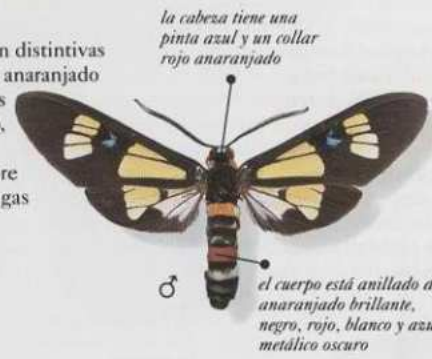 la cabeza tiene una
pinta azul y un collar
rojo anaranjado
n distintivas
anaranjado
s
,
re
gas
♂
el cuerpo está anillado d
anaranjado brillante,
negro, rojo, blanco y azu
metálico oscuro